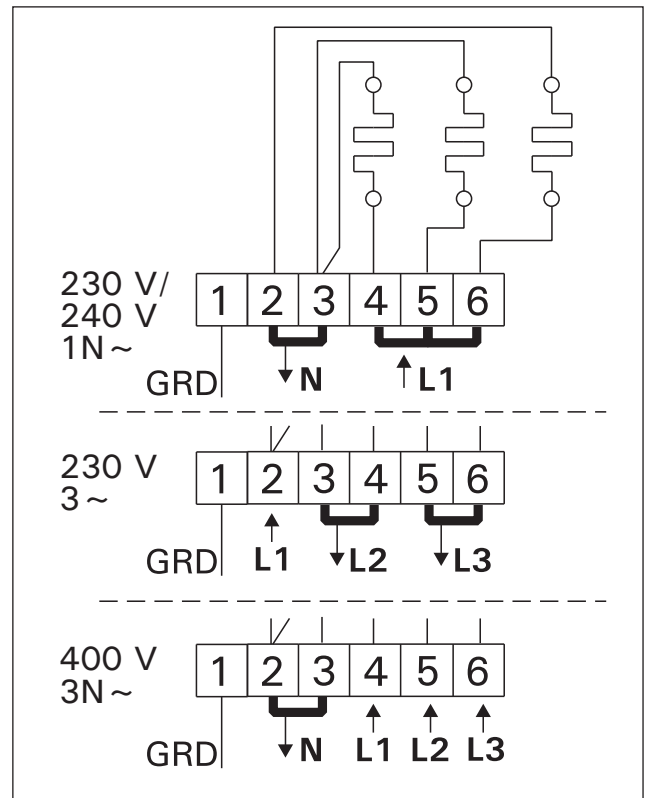 230 V/
240 V
1N~
1 2 3 4 5 6
GRD N L1
230 V
3~
1 2 3 4 5 6
GRD L1 L2 L3
400 V
3N~
1 2 3 4 5 6
GRD N L1 L2 L3